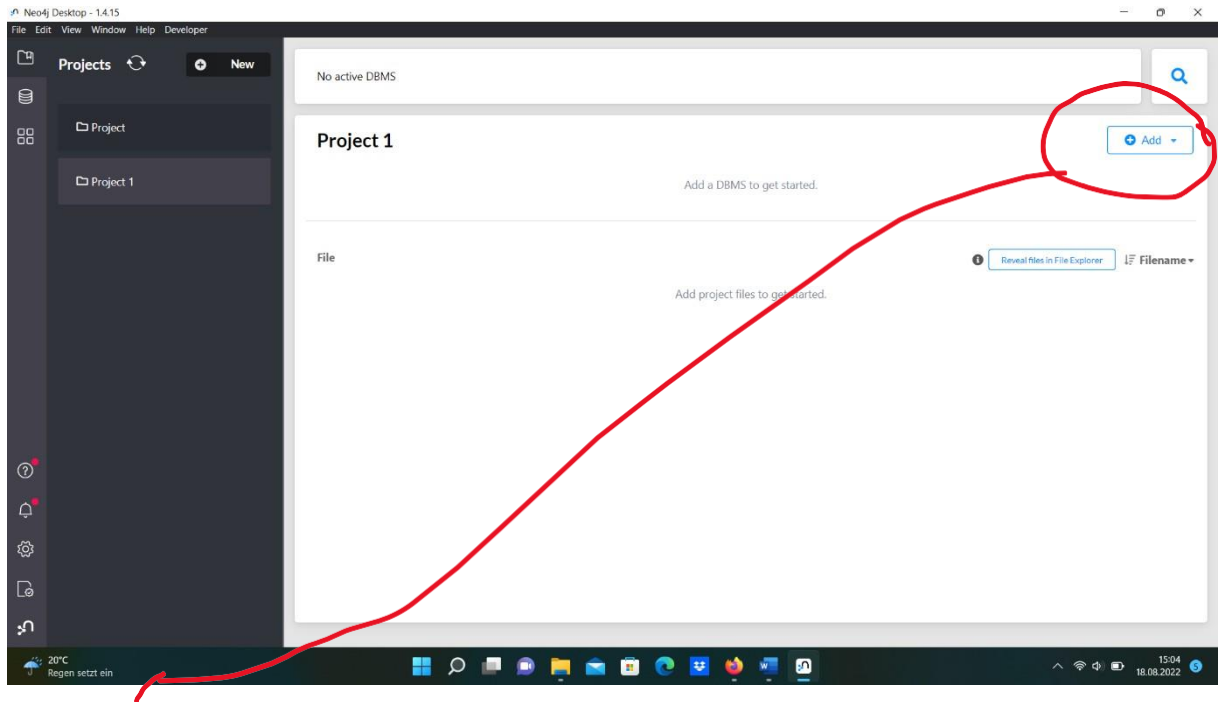 Neo4j Desktop - 1.4.15
File Edit View Window Help Developer
Projects
New
Project
Project 1
No active DBMS
Project 1
Add
Add a DBMS to get started.
File
Reveal files in File Explorer
Filename
Add project files to get started.
20°C
Regen setzt ein
15:04
18.08.2022
5